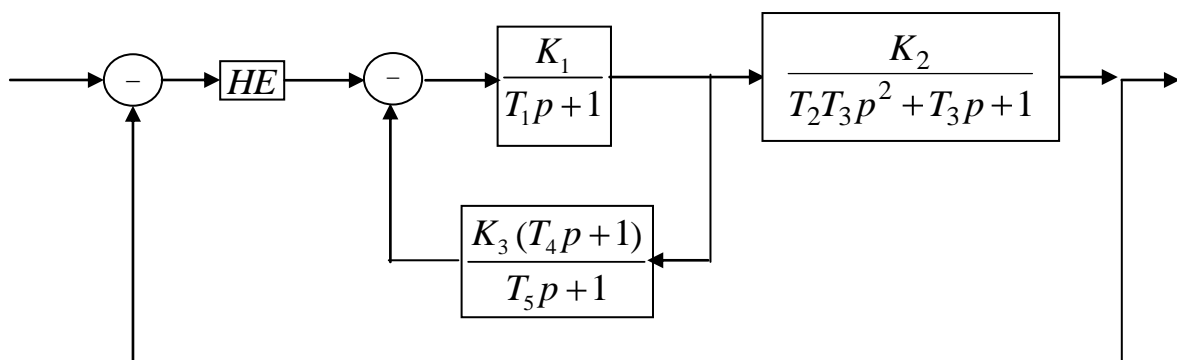 −
HE
−
K₁
T₁p+1
K₂
T₂T₃p²+T₃p+1
K₃(T₄p+1)
T₅p+1